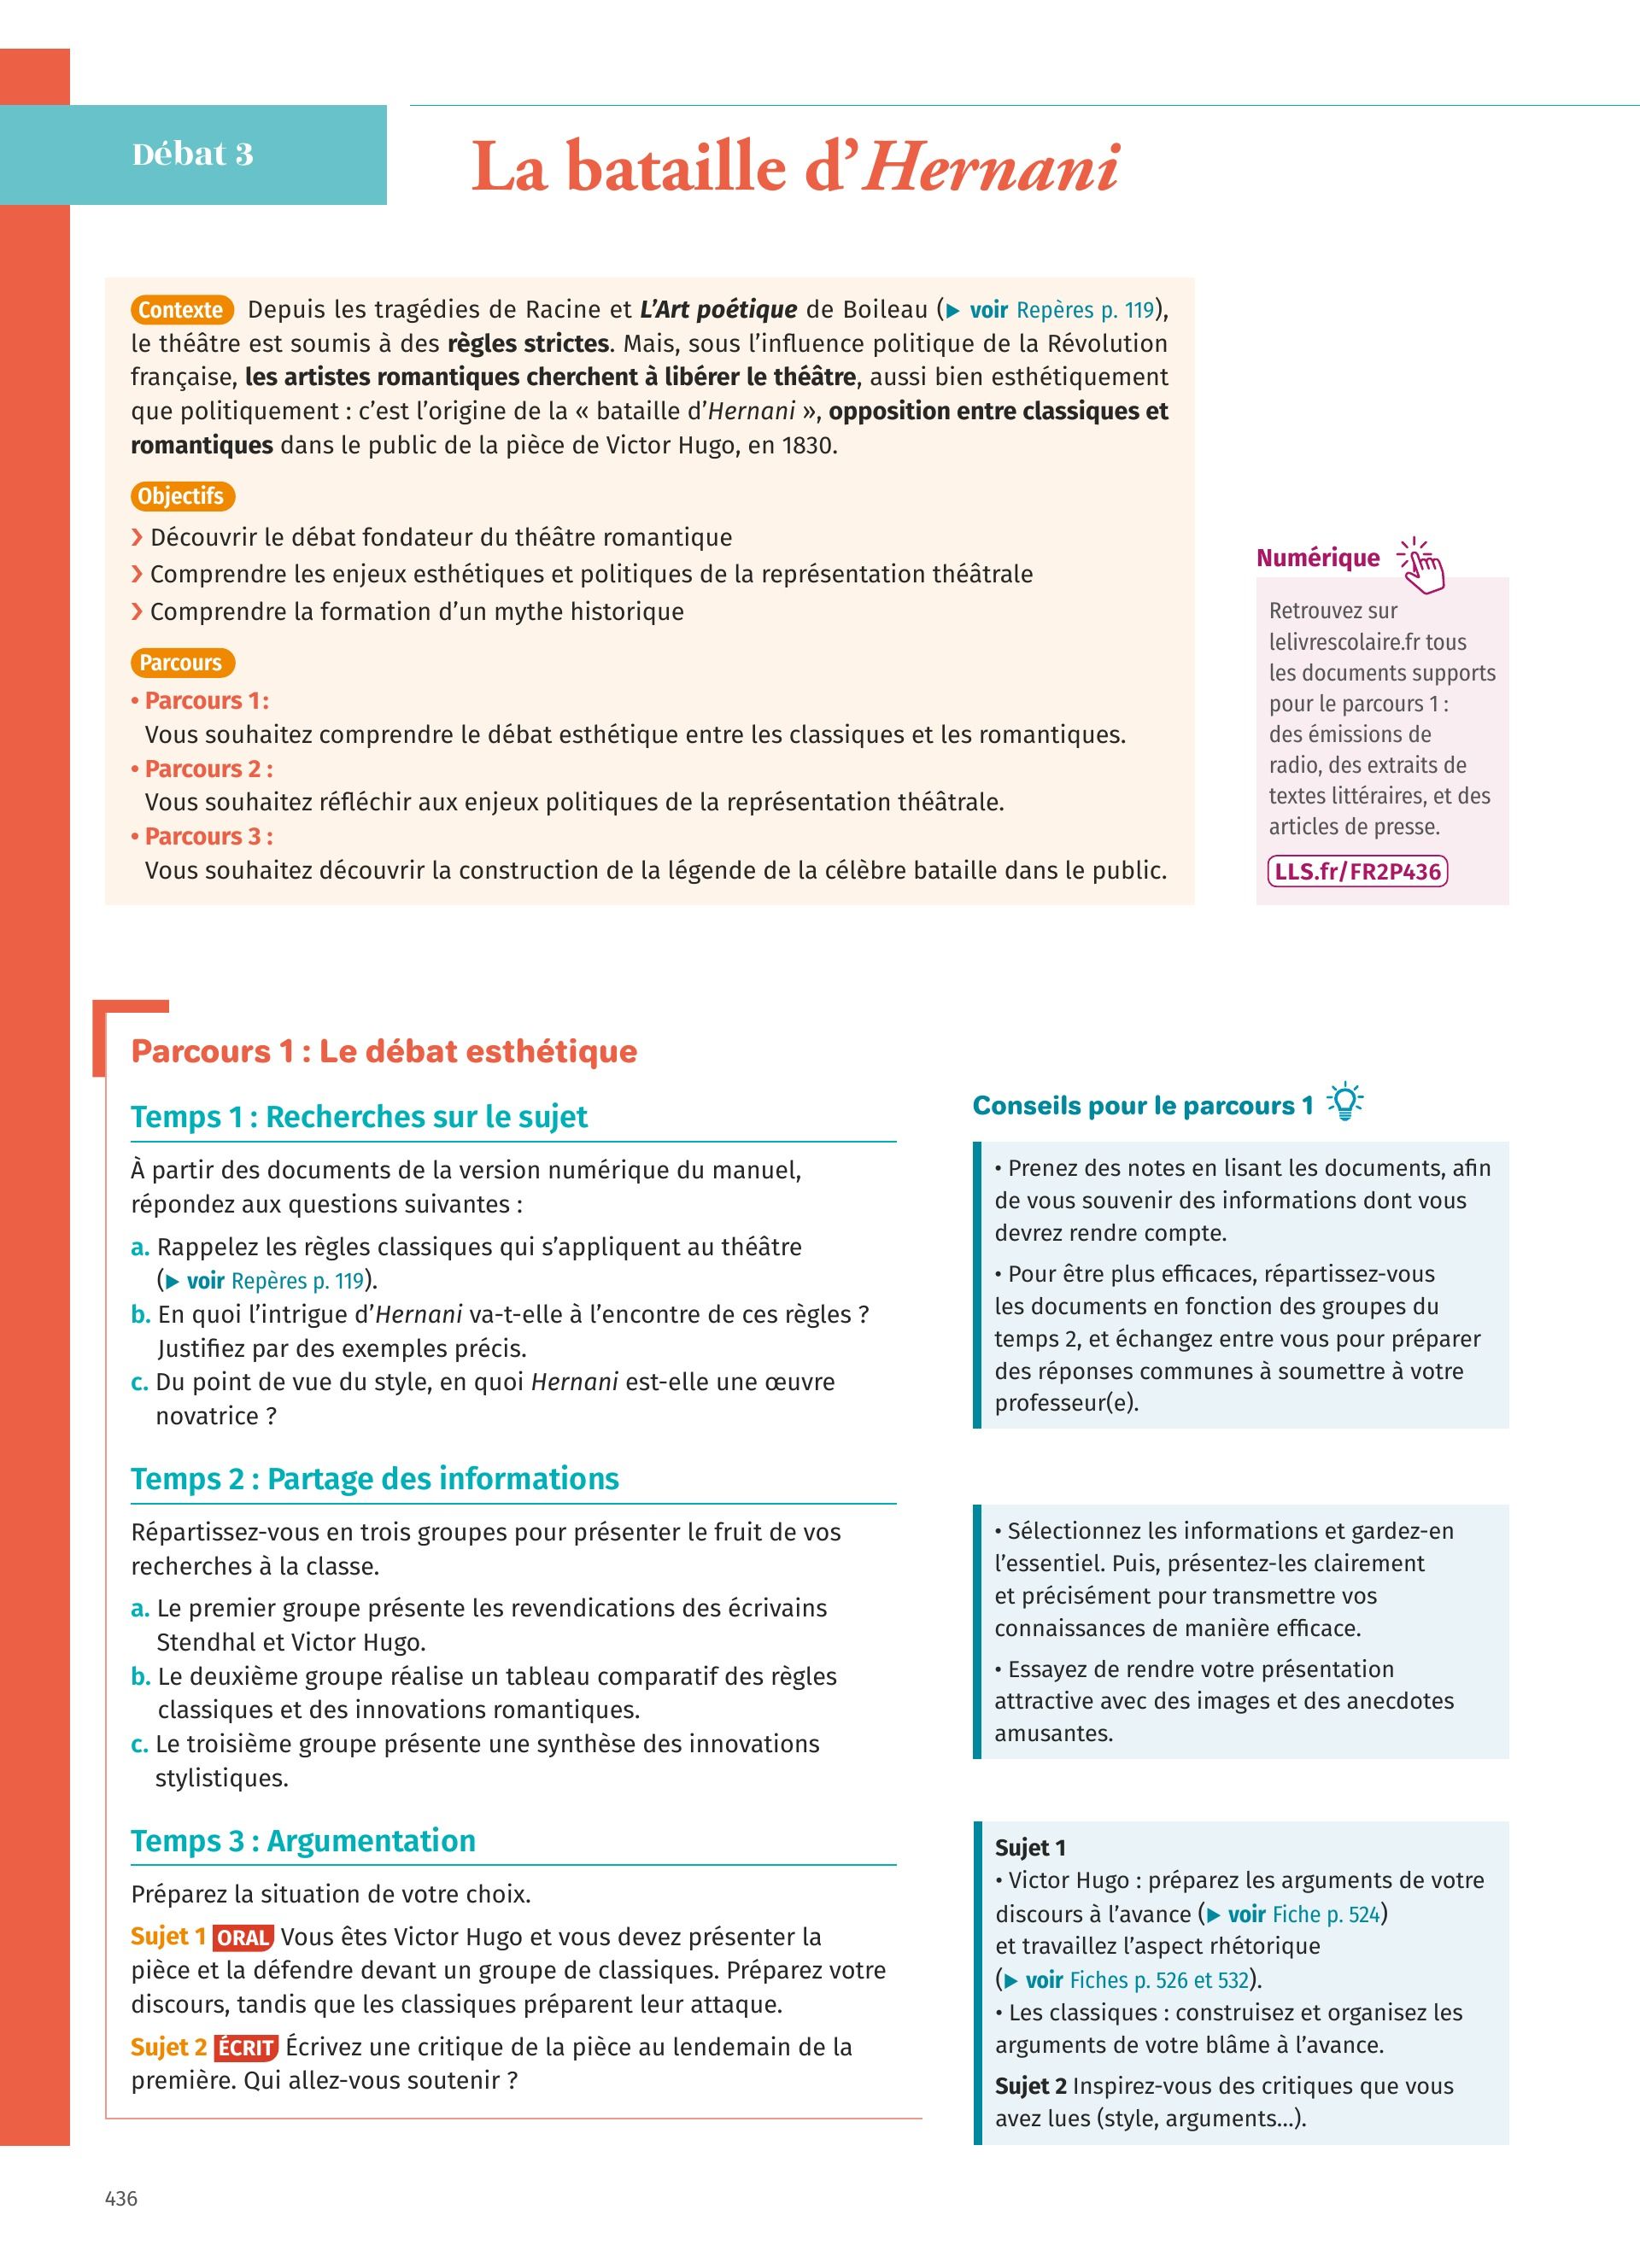 Débat 3
La bataille d’Hernani
Contexte Depuis les tragédies de Racine et L’Art poétique de Boileau (▶ voir Repères p. 119),
le théâtre est soumis à des règles strictes. Mais, sous l’influence politique de la Révolution
française, les artistes romantiques cherchent à libérer le théâtre, aussi bien esthétiquement
que politiquement : c’est l’origine de la « bataille d’Hernani », opposition entre classiques et
romantiques dans le public de la pièce de Victor Hugo, en 1830.
Objectifs
❯ Découvrir le débat fondateur du théâtre romantique
❯ Comprendre les enjeux esthétiques et politiques de la représentation théâtrale
❯ Comprendre la formation d’un mythe historique
Parcours
• Parcours 1 :
Vous souhaitez comprendre le débat esthétique entre les classiques et les romantiques.
• Parcours 2 :
Vous souhaitez réfléchir aux enjeux politiques de la représentation théâtrale.
• Parcours 3 :
Vous souhaitez découvrir la construction de la légende de la célèbre bataille dans le public.
Numérique
Retrouvez sur
lelivrescolaire.fr tous
les documents supports
pour le parcours 1 :
des émissions de
radio, des extraits de
textes littéraires, et des
articles de presse.
LLS.fr/FR2P436
Parcours 1 : Le débat esthétique
Temps 1 : Recherches sur le sujet
À partir des documents de la version numérique du manuel,
répondez aux questions suivantes :
a. Rappelez les règles classiques qui s’appliquent au théâtre
(▶ voir Repères p. 119).
b. En quoi l’intrigue d’Hernani va-t-elle à l’encontre de ces règles ?
Justifiez par des exemples précis.
c. Du point de vue du style, en quoi Hernani est-elle une œuvre
novatrice ?
Conseils pour le parcours 1
• Prenez des notes en lisant les documents, afin
de vous souvenir des informations dont vous
devrez rendre compte.
• Pour être plus efficaces, répartissez-vous
les documents en fonction des groupes du
temps 2, et échangez entre vous pour préparer
des réponses communes à soumettre à votre
professeur(e).
Temps 2 : Partage des informations
Répartissez-vous en trois groupes pour présenter le fruit de vos
recherches à la classe.
a. Le premier groupe présente les revendications des écrivains
Stendhal et Victor Hugo.
b. Le deuxième groupe réalise un tableau comparatif des règles
classiques et des innovations romantiques.
c. Le troisième groupe présente une synthèse des innovations
stylistiques.
• Sélectionnez les informations et gardez-en
l’essentiel. Puis, présentez-les clairement
et précisément pour transmettre vos
connaissances de manière efficace.
• Essayez de rendre votre présentation
attractive avec des images et des anecdotes
amusantes.
Temps 3 : Argumentation
Préparez la situation de votre choix.
Sujet 1 ORAL Vous êtes Victor Hugo et vous devez présenter la
pièce et la défendre devant un groupe de classiques. Préparez votre
discours, tandis que les classiques préparent leur attaque.
Sujet 2 ÉCRIT Écrivez une critique de la pièce au lendemain de la
première. Qui allez-vous soutenir ?
Sujet 1
• Victor Hugo : préparez les arguments de votre
discours à l’avance (▶ voir Fiche p. 524)
et travaillez l’aspect rhétorique
(▶ voir Fiches p. 526 et 532).
• Les classiques : construisez et organisez les
arguments de votre blâme à l’avance.
Sujet 2 Inspirez-vous des critiques que vous
avez lues (style, arguments…).
436